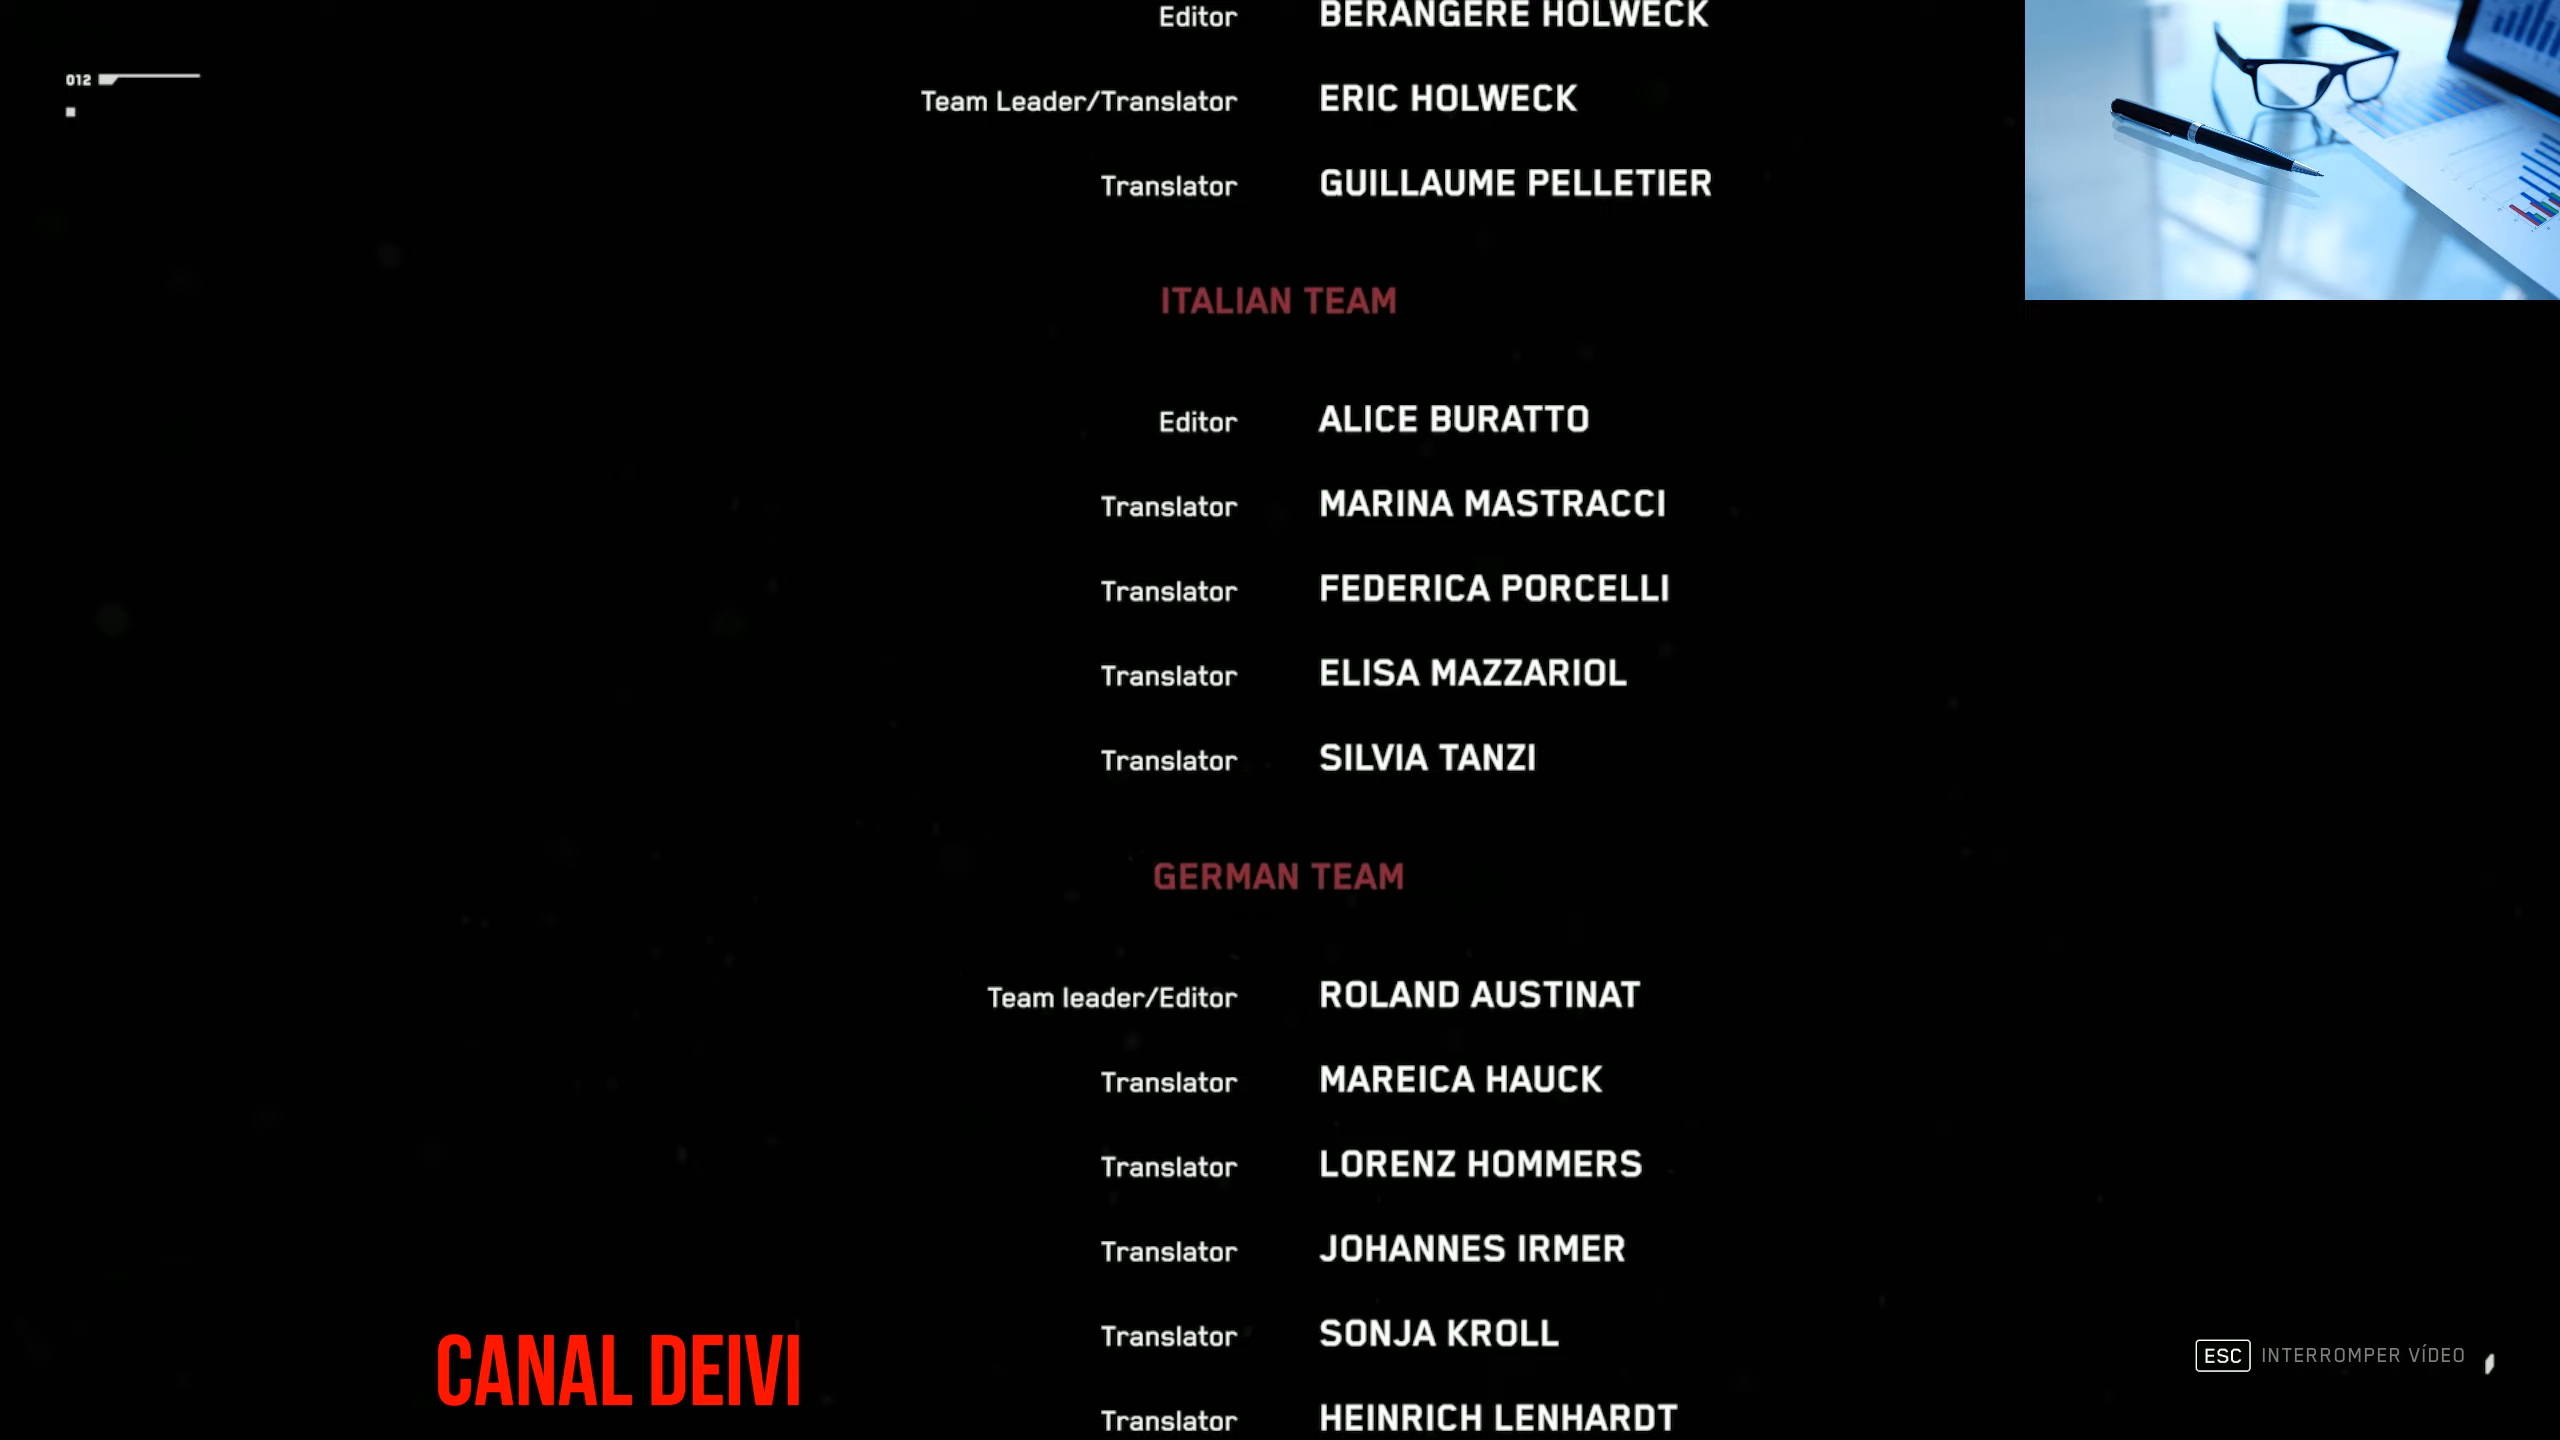 Editor BERANGERE HOLWECK
012
Team Leader/Translator ERIC HOLWECK
Translator GUILLAUME PELLETIER
ITALIAN TEAM
Editor ALICE BURATTO
Translator MARINA MASTRACCI
Translator FEDERICA PORCELLI
Translator ELISA MAZZARIOL
Translator SILVIA TANZI
GERMAN TEAM
Team leader/Editor ROLAND AUSTINAT
Translator MAREICA HAUCK
Translator LORENZ HOMMERS
Translator JOHANNES IRMER
Translator SONJA KROLL
ESC INTERROMPER VÍDEO
CANAL DEIVI
Translator HEINRICH LENHARDT